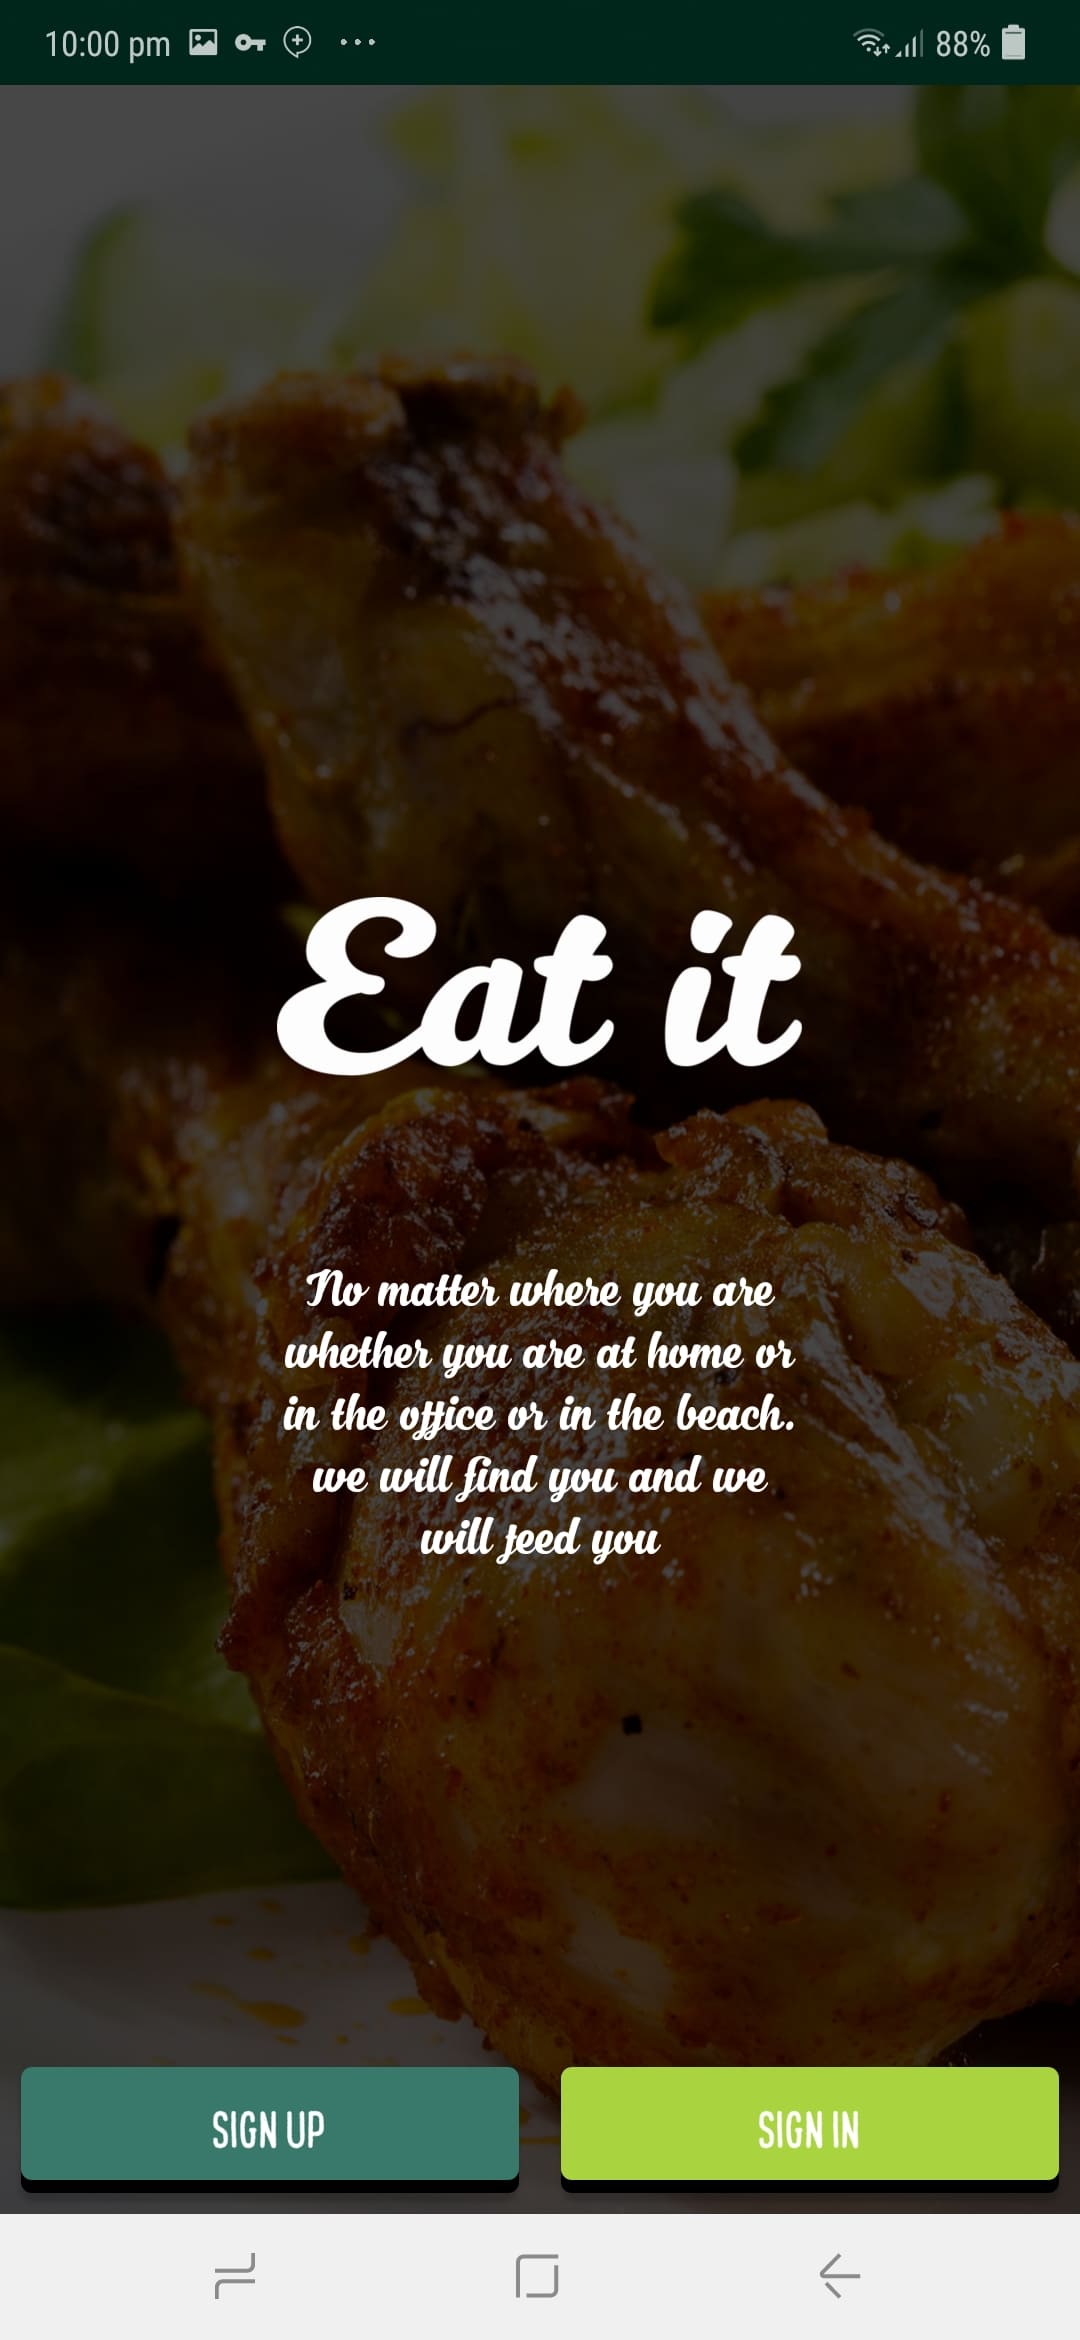 10:00 pm
88%
Eat it
No matter where you are
whether you are at home or
in the office or in the beach.
we will find you and we
will feed you
SIGN UP
SIGN IN